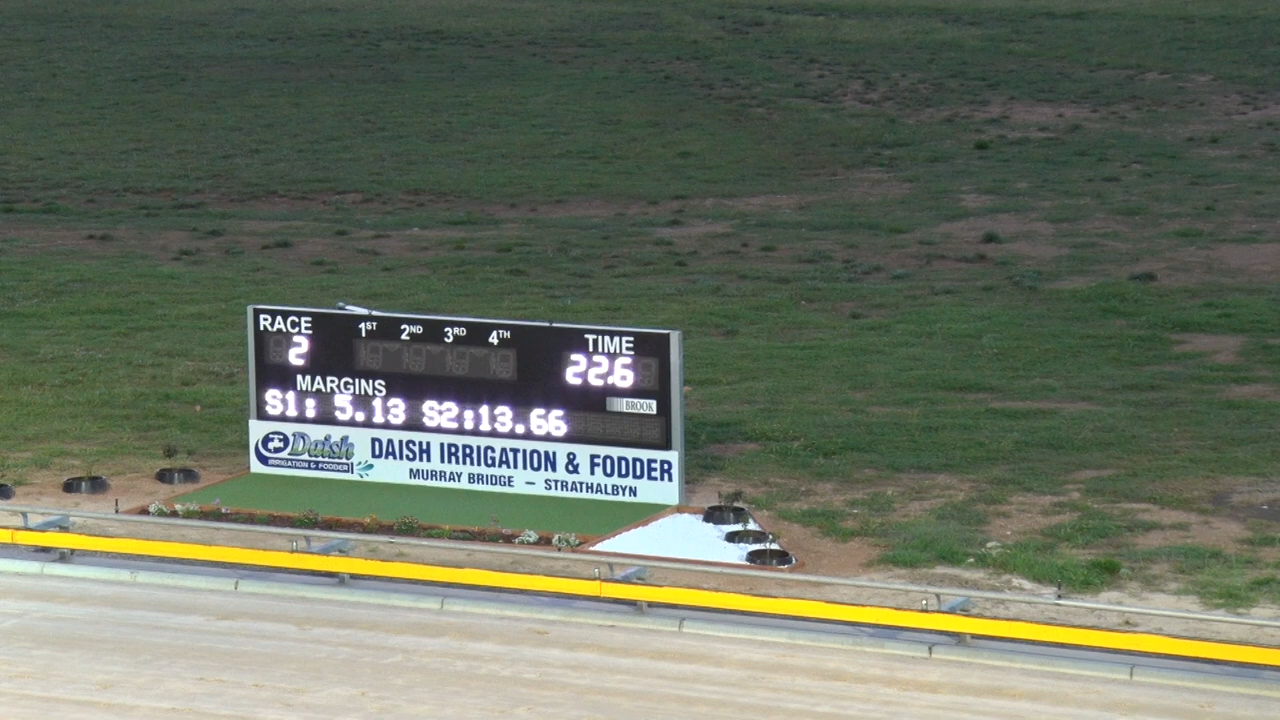 RACE 1ST 2ND 3RD 4TH TIME
2 22.6
MARGINS
BROOK
S1: 5.13 S2:13.66
Daish
IRRIGATION & FODDER
DAISH IRRIGATION & FODDER
MURRAY BRIDGE – STRATHALBYN